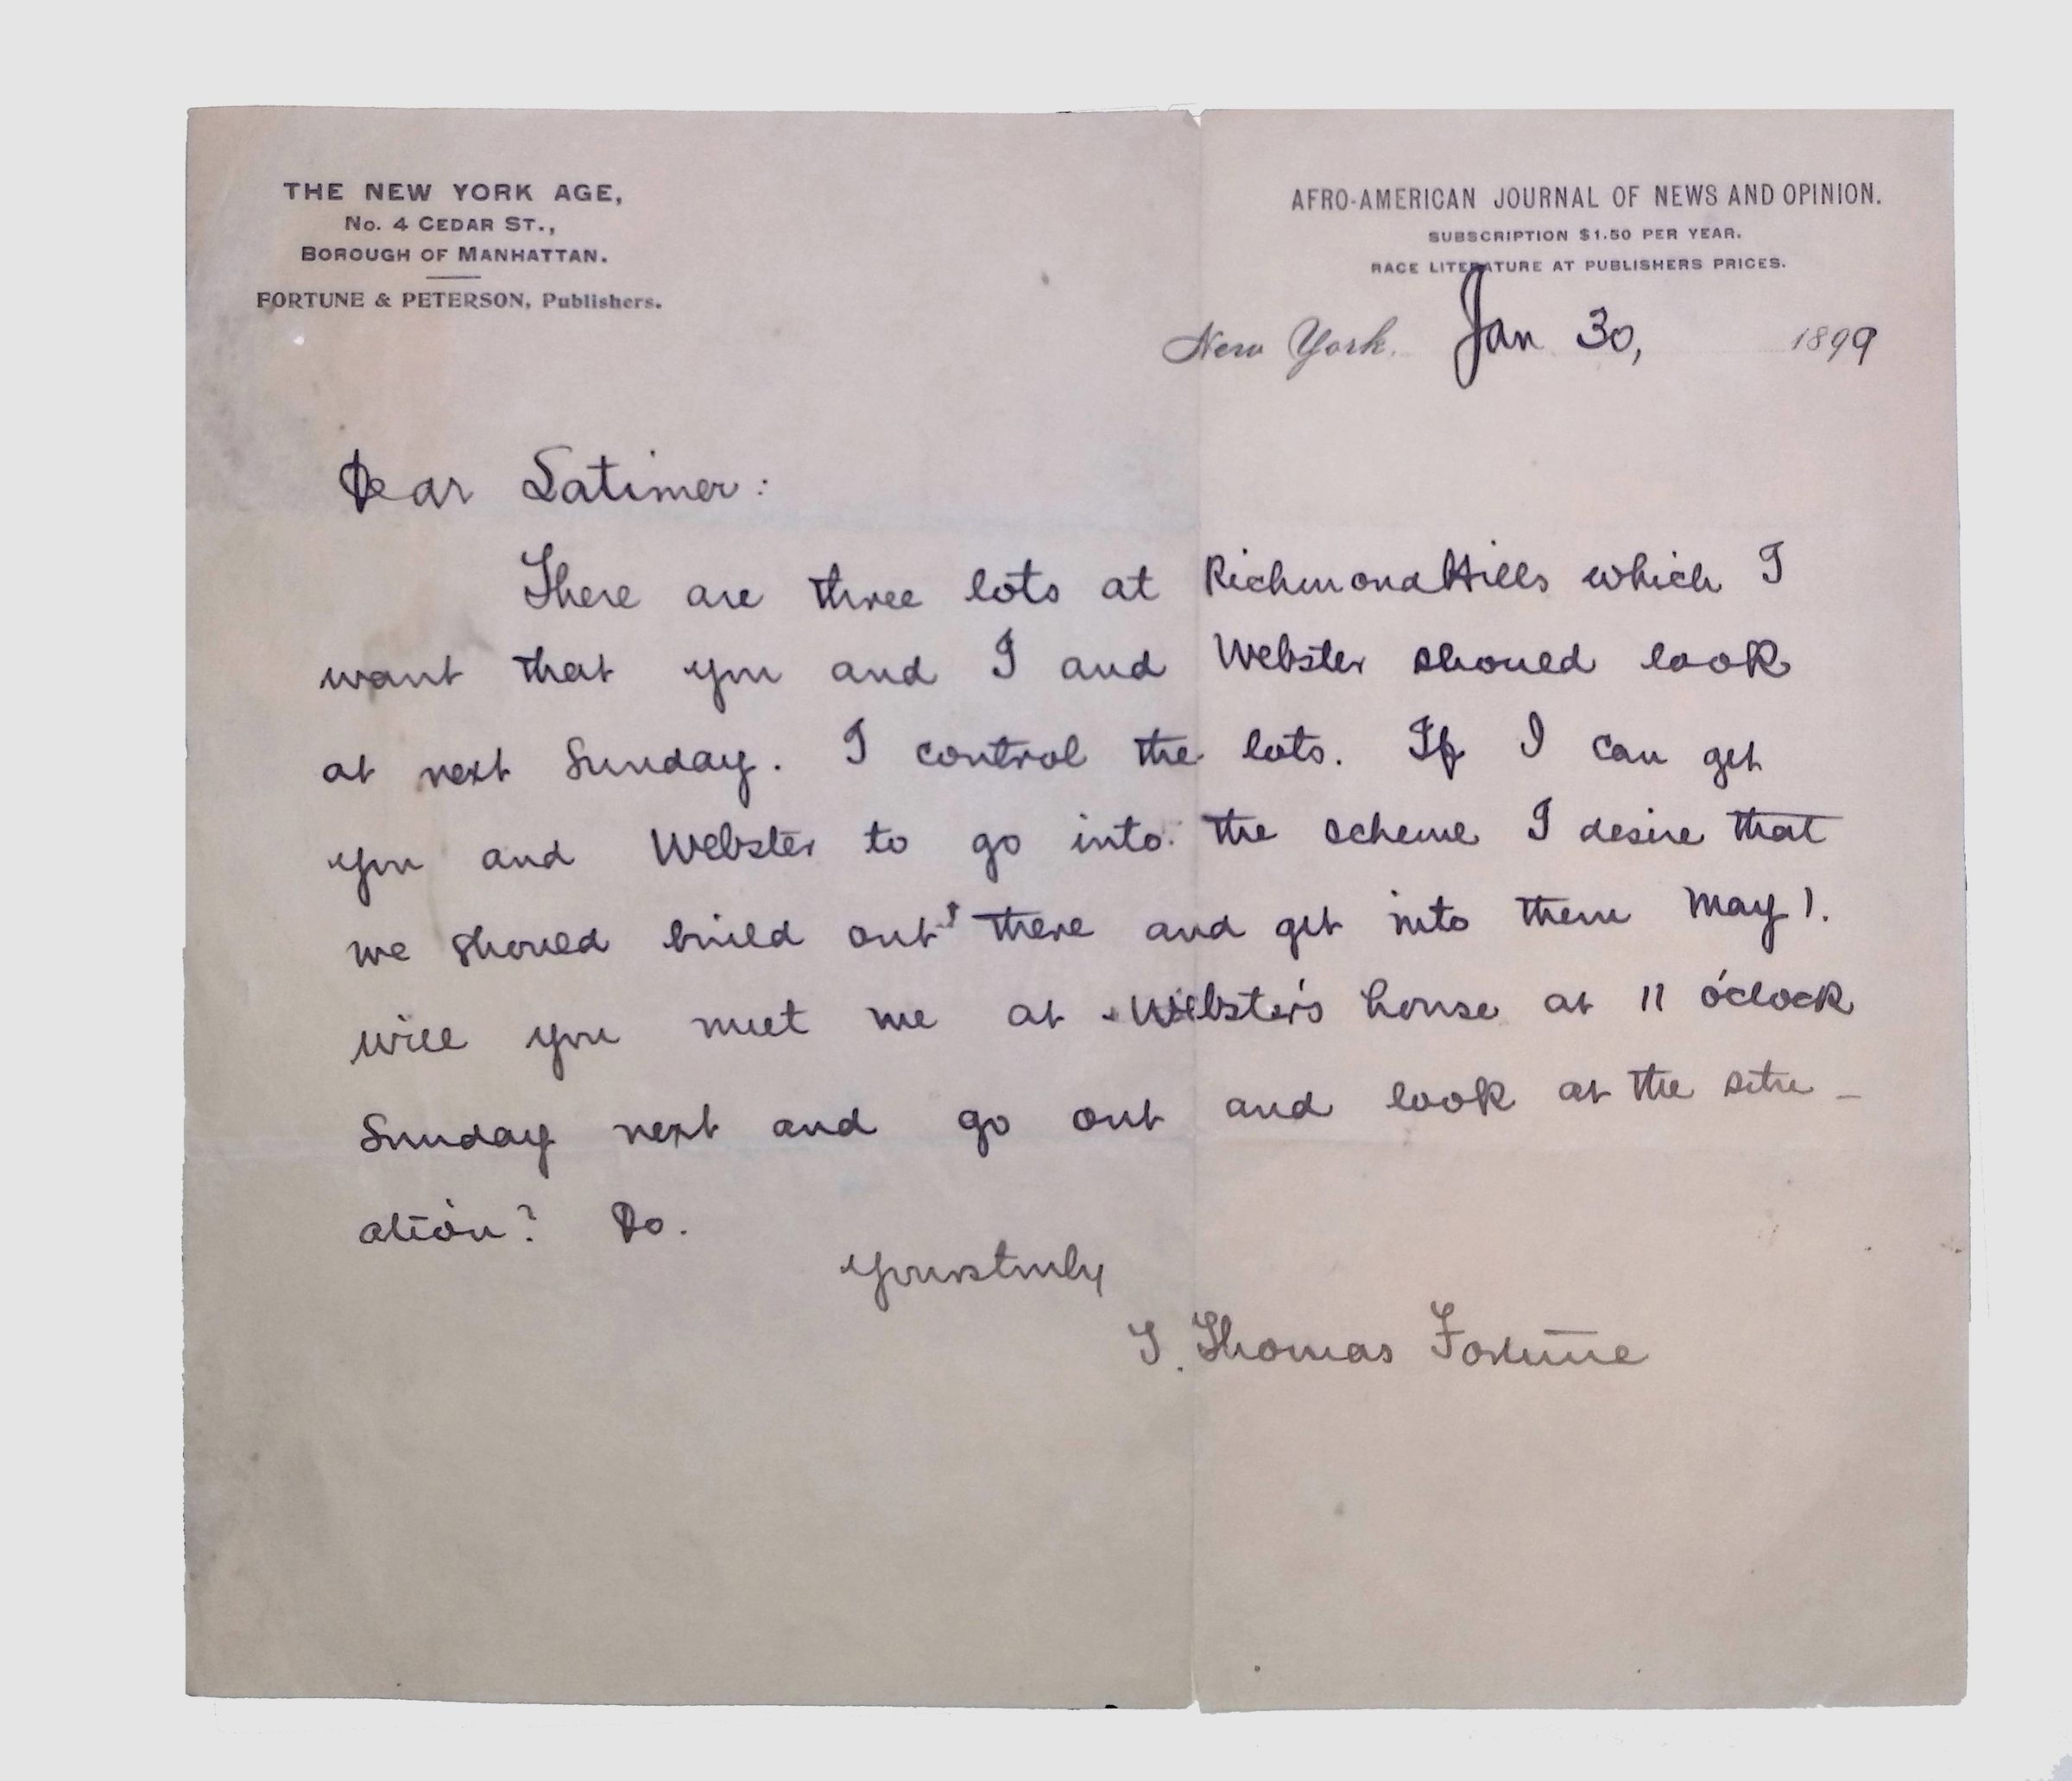 THE NEW YORK AGE,
No. 4 CEDAR ST.,
BOROUGH OF MANHATTAN.
FORTUNE & PETERSON, Publishers.
AFRO-AMERICAN JOURNAL OF NEWS AND OPINION.
SUBSCRIPTION $1.50 PER YEAR.
RACE LITERATURE AT PUBLISHERS PRICES.
New York, Jan 30, 1899
Dear Latimer:
There are three lots at Richmond Hills which I
want that you and I and Webster should look
at next Sunday. I control the lots. If I can get
you and Webster to go into the scheme I desire that
we should build out there and get into them May 1.
Will you meet me at Webster's house at 11 o'clock
Sunday next and go out and look at the situ-
ation? Do.
Yours truly
T. Thomas Fortune